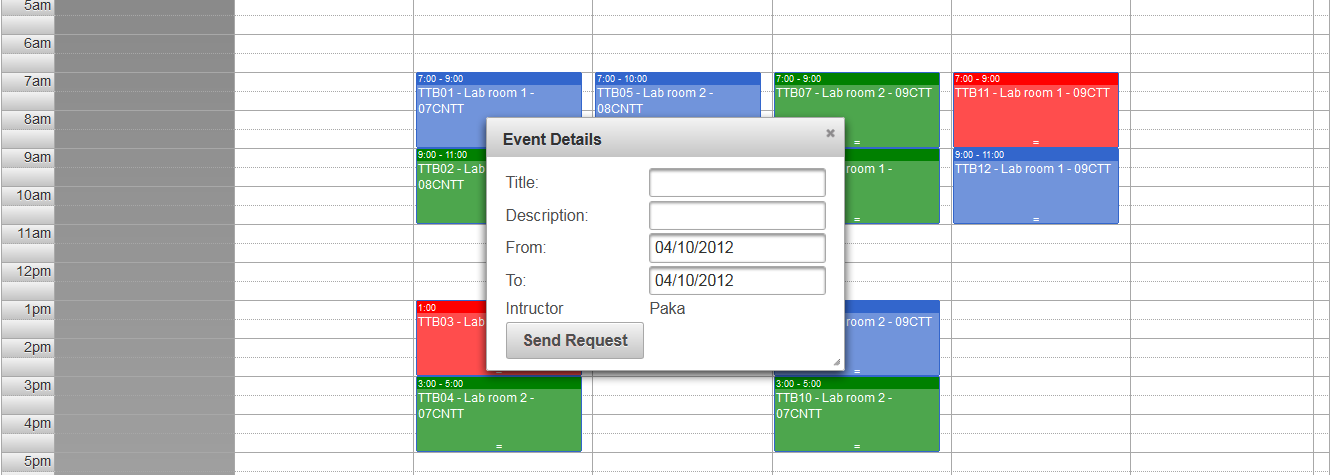 5am
6am
7am
8am
9am
10am
11am
12pm
1pm
2pm
3pm
4pm
5pm
7:00 - 9:00
TTB01 - Lab room 1 -
07CNTT
9:00 - 11:00
TTB02 - Lab
08CNTT
1:00
TTB03 - Lab
3:00 - 5:00
TTB04 - Lab room 2 -
07CNTT
7:00 - 10:00
TTB05 - Lab room 2 -
08CNTT
7:00 - 9:00
TTB07 - Lab room 2 - 09CTT
room 1 -
room 2 - 09CTT
3:00 - 5:00
TTB10 - Lab room 2 -
07CNTT
7:00 - 9:00
TTB11 - Lab room 1 - 09CTT
9:00 - 11:00
TTB12 - Lab room 1 - 09CTT
Event Details
Title:
Description:
From: 04/10/2012
To: 04/10/2012
Intructor Paka
Send Request